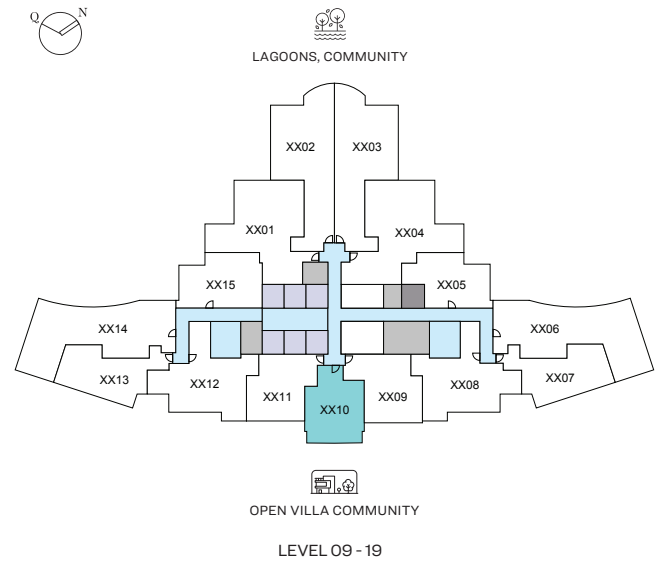 Q N
LAGOONS, COMMUNITY
XX02 XX03
XX01 XX04
XX15 XX05
XX14 XX06
XX13 XX12 XX11 XX10 XX09 XX08 XX07
OPEN VILLA COMMUNITY
LEVEL 09 - 19